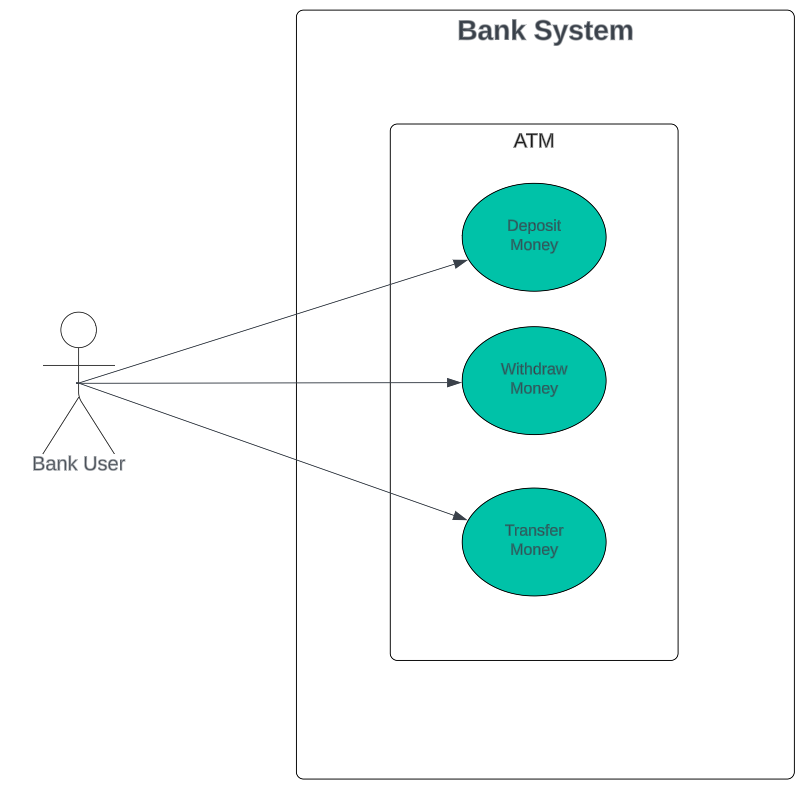 Bank System
ATM
Deposit
Money
Withdraw
Money
Bank User
Transfer
Money